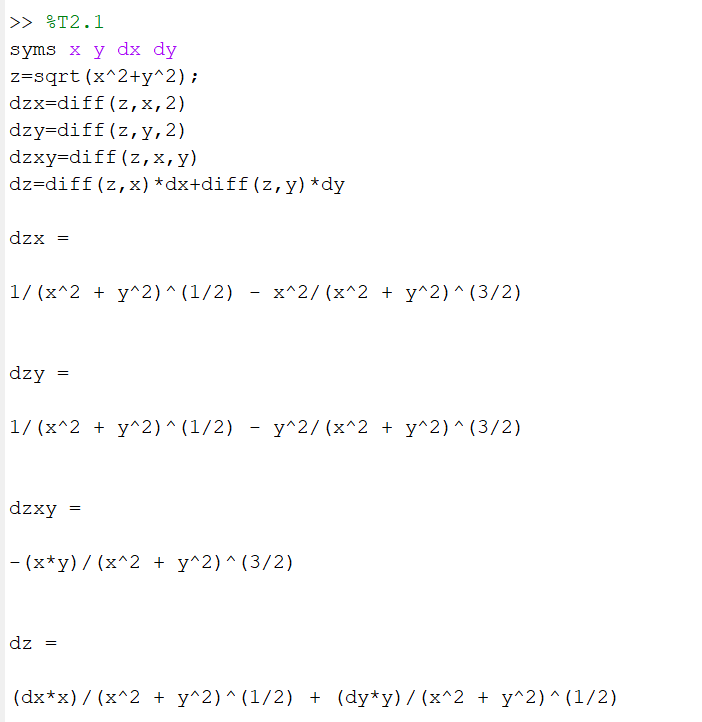 >> %T2.1
syms x y dx dy
z=sqrt(x^2+y^2);
dzx=diff(z,x,2)
dzy=diff(z,y,2)
dzxy=diff(z,x,y)
dz=diff(z,x)*dx+diff(z,y)*dy
dzx =
1/(x^2 + y^2)^(1/2) - x^2/(x^2 + y^2)^(3/2)
dzy =
1/(x^2 + y^2)^(1/2) - y^2/(x^2 + y^2)^(3/2)
dzxy =
-(x*y)/(x^2 + y^2)^(3/2)
dz =
(dx*x)/(x^2 + y^2)^(1/2) + (dy*y)/(x^2 + y^2)^(1/2)